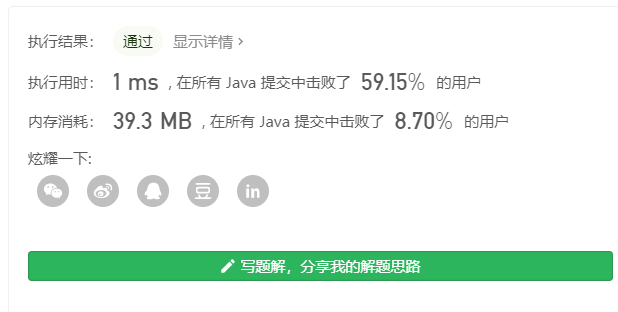 执行结果： 通过 显示详情 >
执行用时： 1 ms , 在所有 Java 提交中击败了 59.15% 的用户
内存消耗： 39.3 MB , 在所有 Java 提交中击败了 8.70% 的用户
炫耀一下:
豆 in
写题解，分享我的解题思路